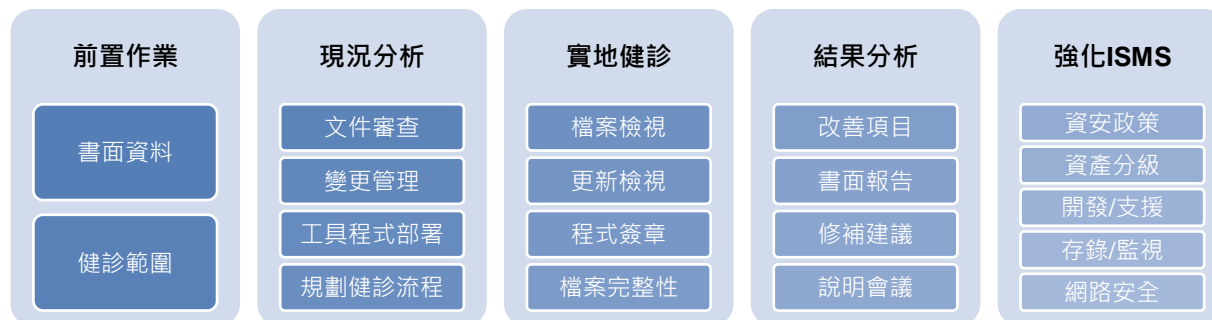 前置作業
書面資料
健診範圍
現況分析
文件審查
變更管理
工具程式部署
規劃健診流程
實地健診
檔案檢視
更新檢視
程式簽章
檔案完整性
結果分析
改善項目
書面報告
修補建議
說明會議
強化ISMS
資安政策
資產分級
開發/支援
存錄/監視
網路安全